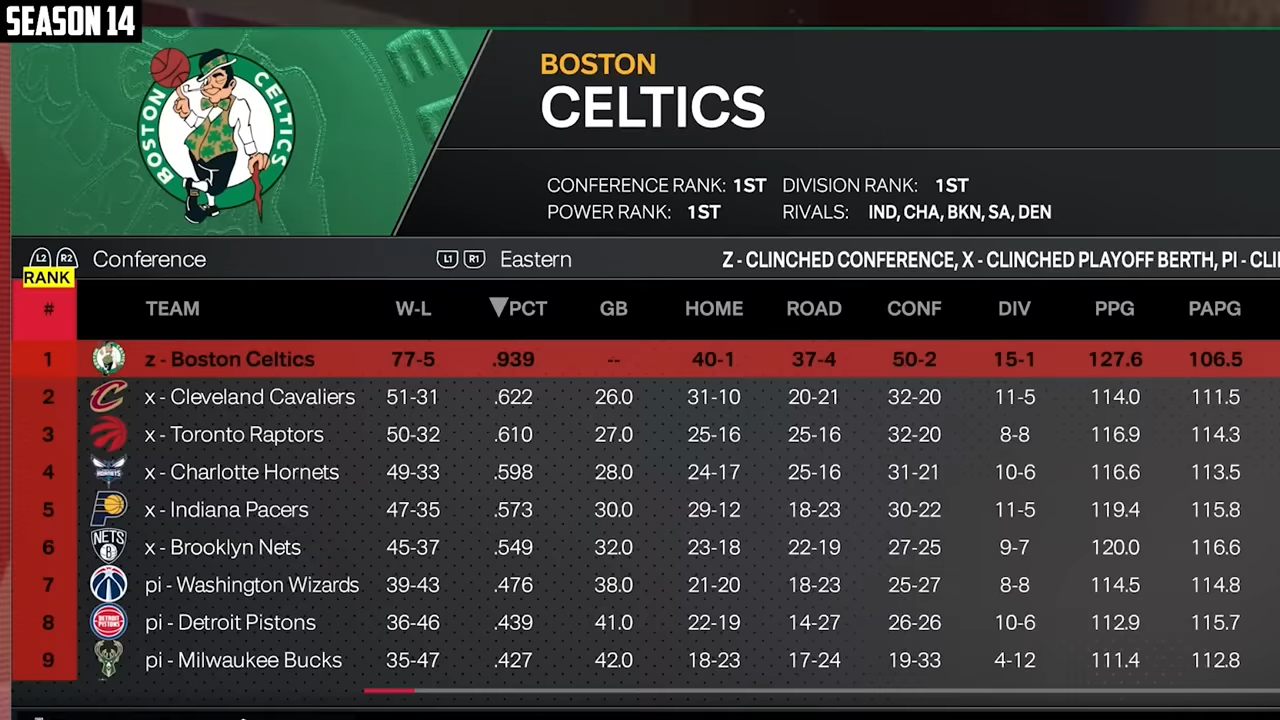 SEASON 14
BOSTON CELTICS
BOSTON
CELTICS
CONFERENCE RANK: 1ST DIVISION RANK: 1ST
POWER RANK: 1ST RIVALS: IND, CHA, BKN, SA, DEN
L2 R2 Conference L1 R1 Eastern Z - CLINCHED CONFERENCE, X - CLINCHED PLAYOFF BERTH, PI - CLI
RANK
# TEAM W-L PCT GB HOME ROAD CONF DIV PPG PAPG
1 z - Boston Celtics 77-5 .939 -- 40-1 37-4 50-2 15-1 127.6 106.5
2 x - Cleveland Cavaliers 51-31 .622 26.0 31-10 20-21 32-20 11-5 114.0 111.5
3 x - Toronto Raptors 50-32 .610 27.0 25-16 25-16 32-20 8-8 116.9 114.3
4 HORNETS x - Charlotte Hornets 49-33 .598 28.0 24-17 25-16 31-21 10-6 116.6 113.5
5 x - Indiana Pacers 47-35 .573 30.0 29-12 18-23 30-22 11-5 119.4 115.8
6 NETS B x - Brooklyn Nets 45-37 .549 32.0 23-18 22-19 27-25 9-7 120.0 116.6
7 pi - Washington Wizards 39-43 .476 38.0 21-20 18-23 25-27 8-8 114.5 114.8
8 DETROIT PISTONS pi - Detroit Pistons 36-46 .439 41.0 22-19 14-27 26-26 10-6 112.9 115.7
9 pi - Milwaukee Bucks 35-47 .427 42.0 18-23 17-24 19-33 4-12 111.4 112.8